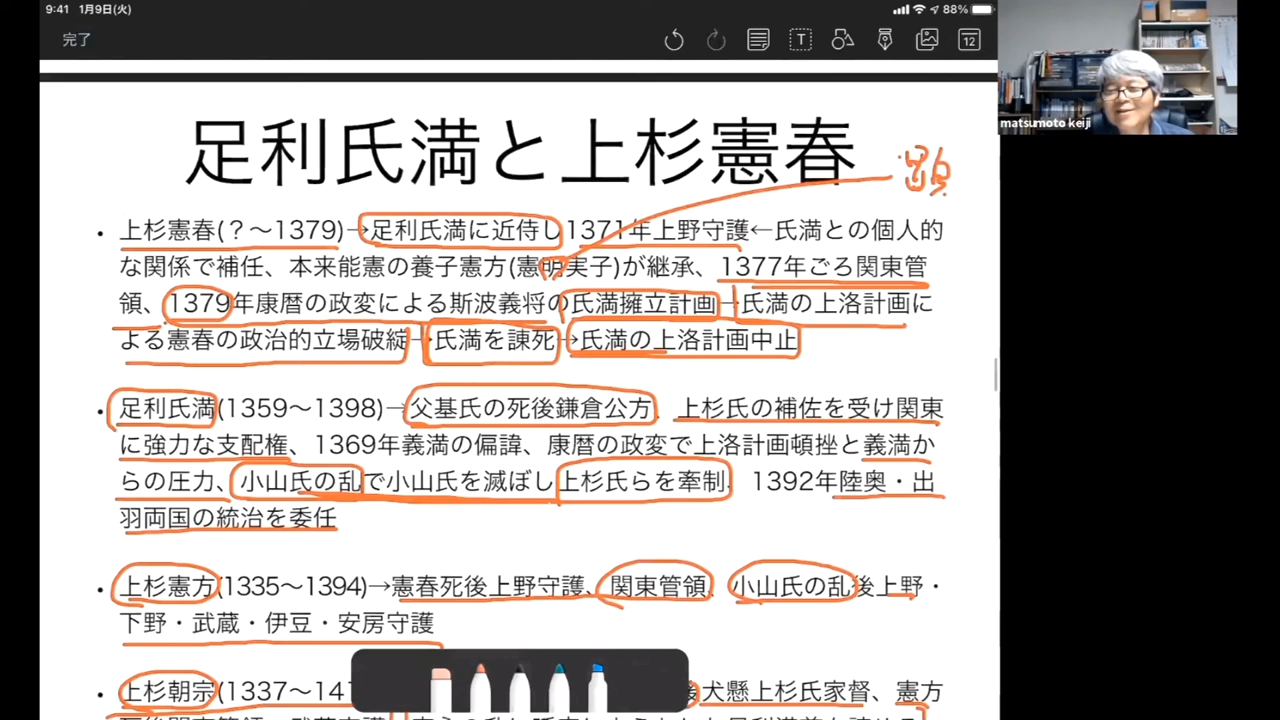 9:41 1月9日(火) 88%
完了
12
matsumoto keiji
足利氏満と上杉憲春
顕
・上杉憲春(？〜1379)→足利氏満に近侍し1371年上野守護←氏満との個人的
な関係で補任、本来能憲の養子憲方(憲明実子)が継承、1377年ごろ関東管
領、1379年康暦の政変による斯波義将の氏満擁立計画→氏満の上洛計画に
よる憲春の政治的立場破綻→氏満を諌死→氏満の上洛計画中止
・足利氏満(1359〜1398)→父基氏の死後鎌倉公方、上杉氏の補佐を受け関東
に強力な支配権、1369年義満の偏諱、康暦の政変で上洛計画頓挫と義満か
らの圧力、小山氏の乱で小山氏を滅ぼし上杉氏らを牽制、1392年陸奥・出
羽両国の統治を委任
・上杉憲方(1335〜1394)→憲春死後上野守護、関東管領、小山氏の乱後上野・
下野・武蔵・伊豆・安房守護
・上杉朝宗(1337〜141 後犬懸上杉氏家督、憲方